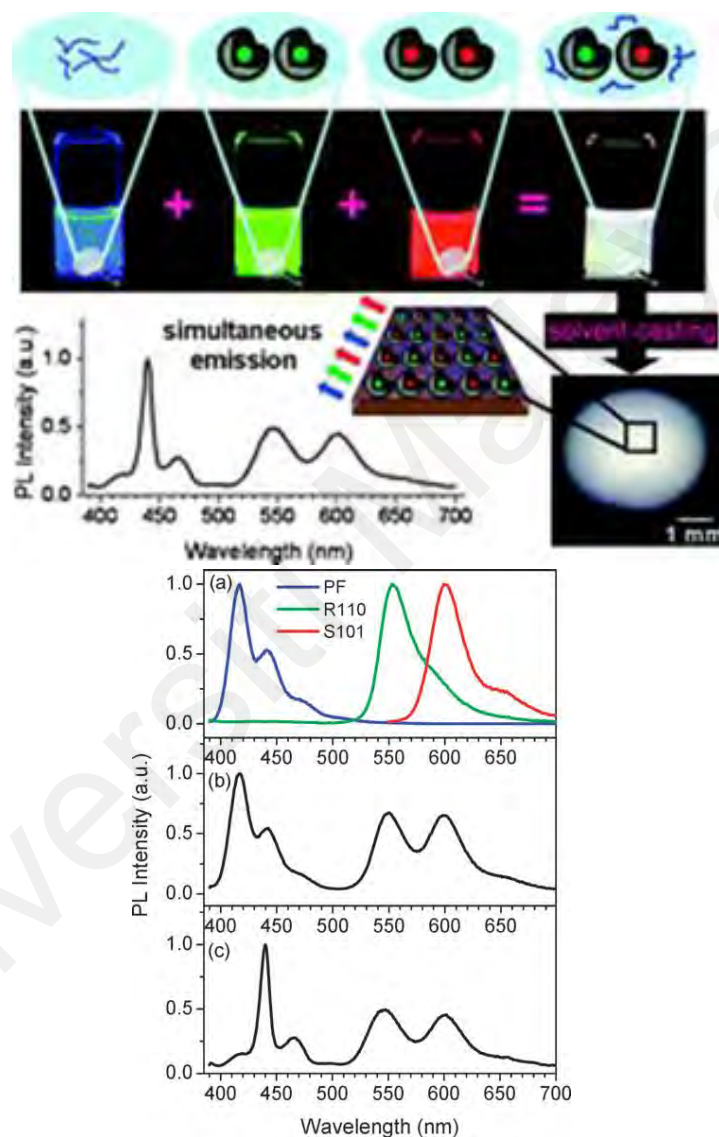 + + =
simultaneous
emission
solvent-casting
PL Intensity (a.u.)
1.0
0.5
0.0
400 450 500 550 600 650 700
Wavelength (nm)
1 mm
(a)
PF
R110
S101
1.0
0.5
0.0
400 450 500 550 600 650
PL Intensity (a.u.)
(b)
1.0
0.5
0.0
400 450 500 550 600 650
(c)
1.0
0.5
0.0
400 450 500 550 600 650 700
Wavelength (nm)